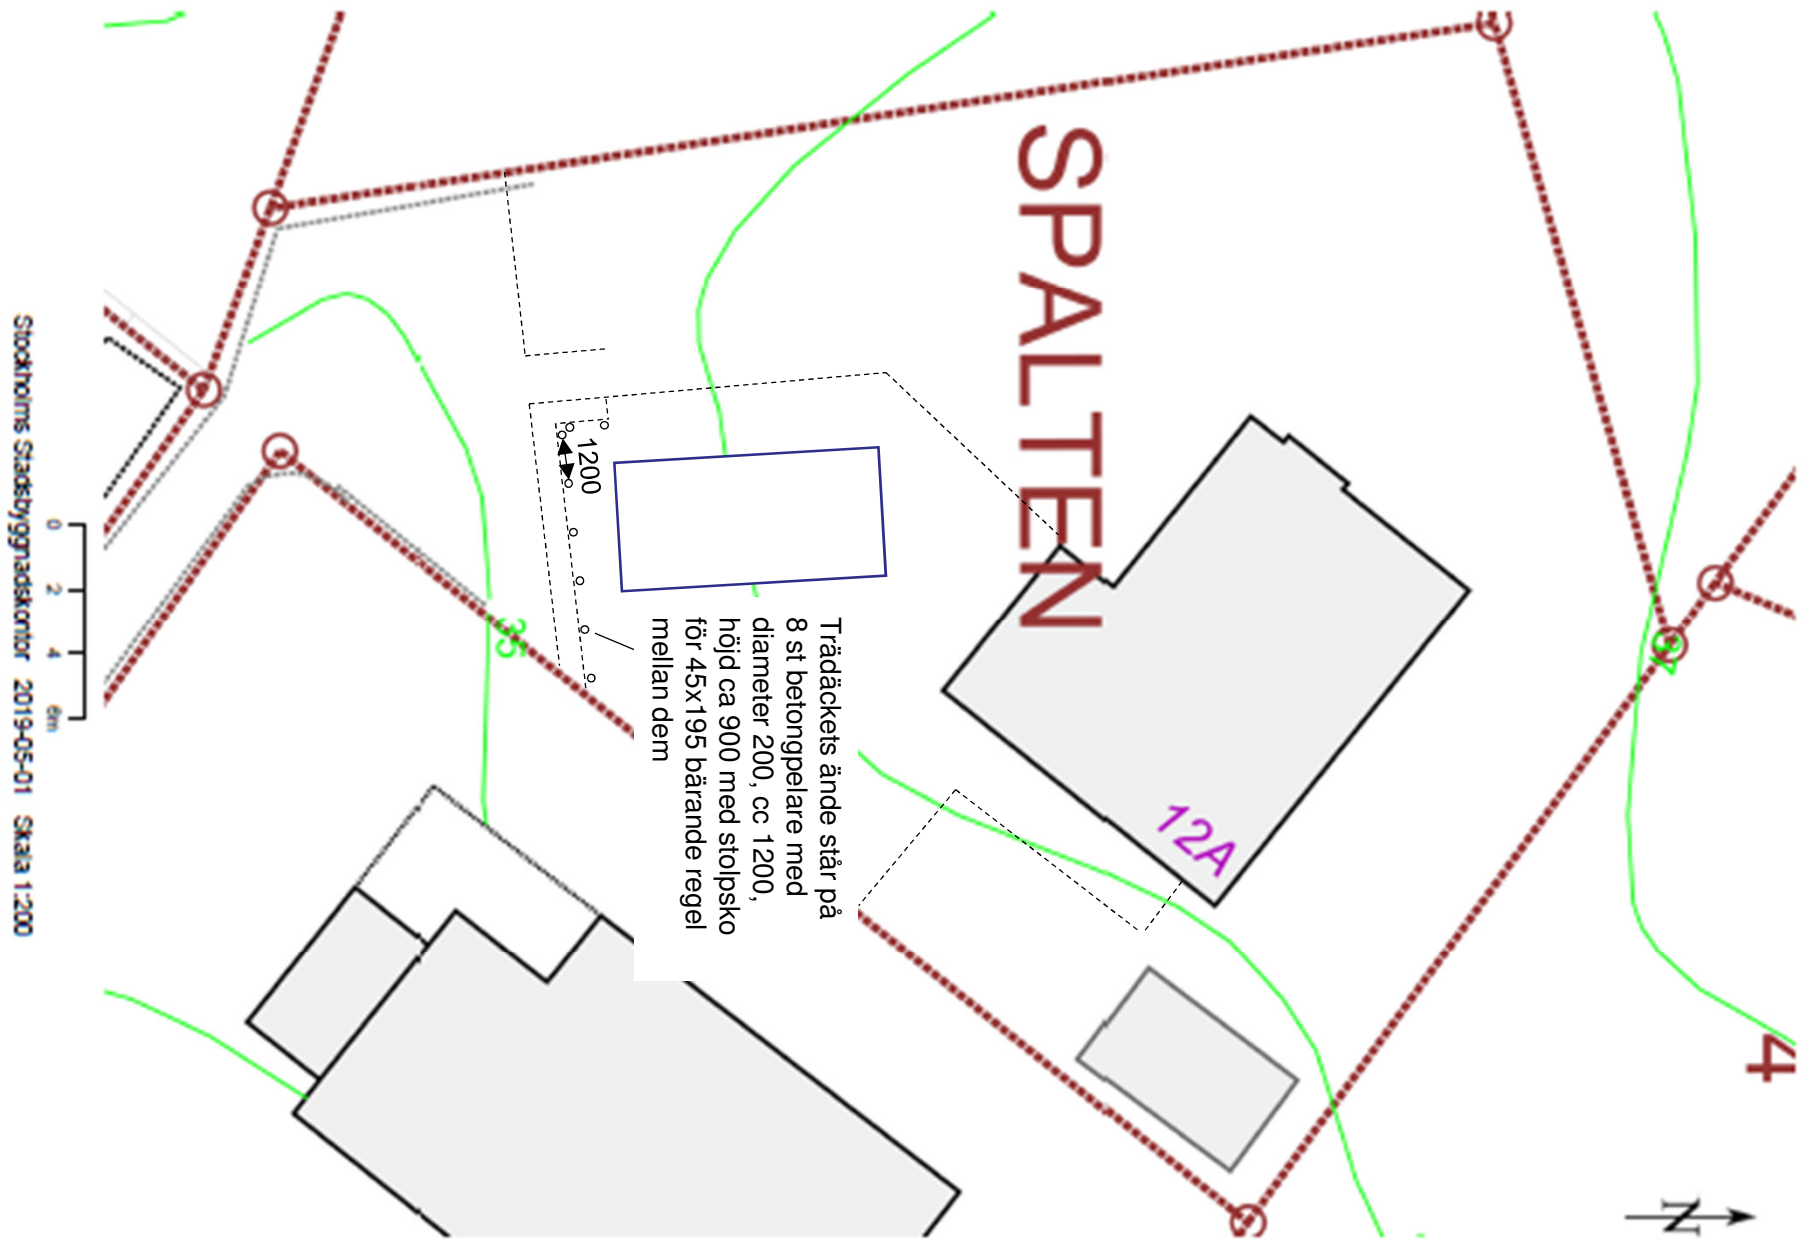 SPALTEN
1200
Trädäckets ände står på
8 st betongpelare med
diameter 200, cc 1200,
höjd ca 900 med stolpsko
för 45x195 bärande regel
mellan dem
35
12A
4
N
0 2 4 6m
Stockholms Stadsbyggnadskontor 2019-05-01 Skala 1:200